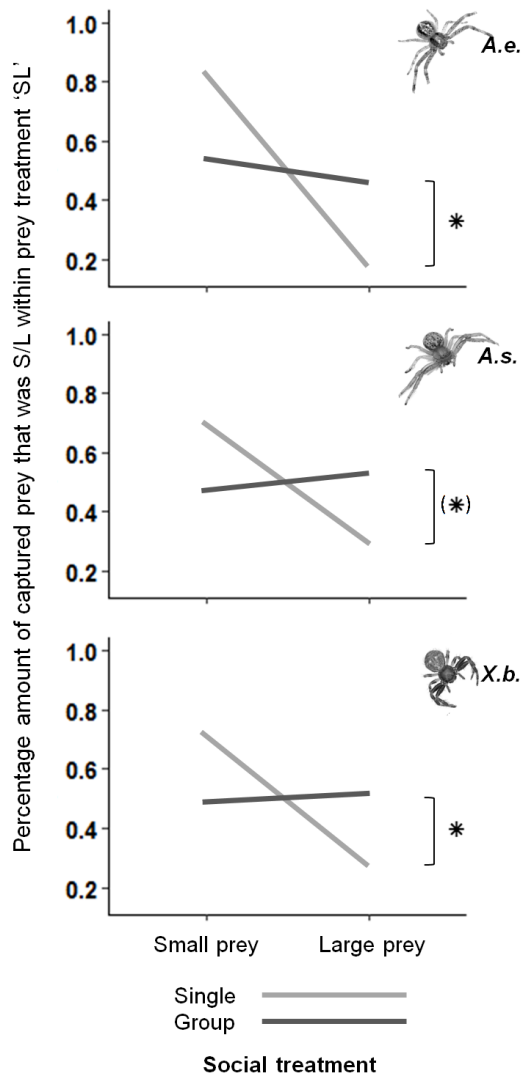 Percentage amount of captured prey that was S/L within prey treatment ‘SL’
1.0
0.8
0.6
0.4
0.2
A.e.
*
1.0
0.8
0.6
0.4
0.2
A.s.
(*)
1.0
0.8
0.6
0.4
0.2
X.b.
*
Small prey Large prey
Single
Group
Social treatment